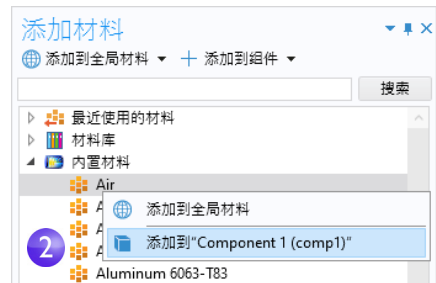 添加材料
添加到全局材料 添加到组件
搜索
最近使用的材料
材料库
内置材料
Air
添加到全局材料
2
添加到"Component 1 (comp1)"
Aluminum 6063-T83